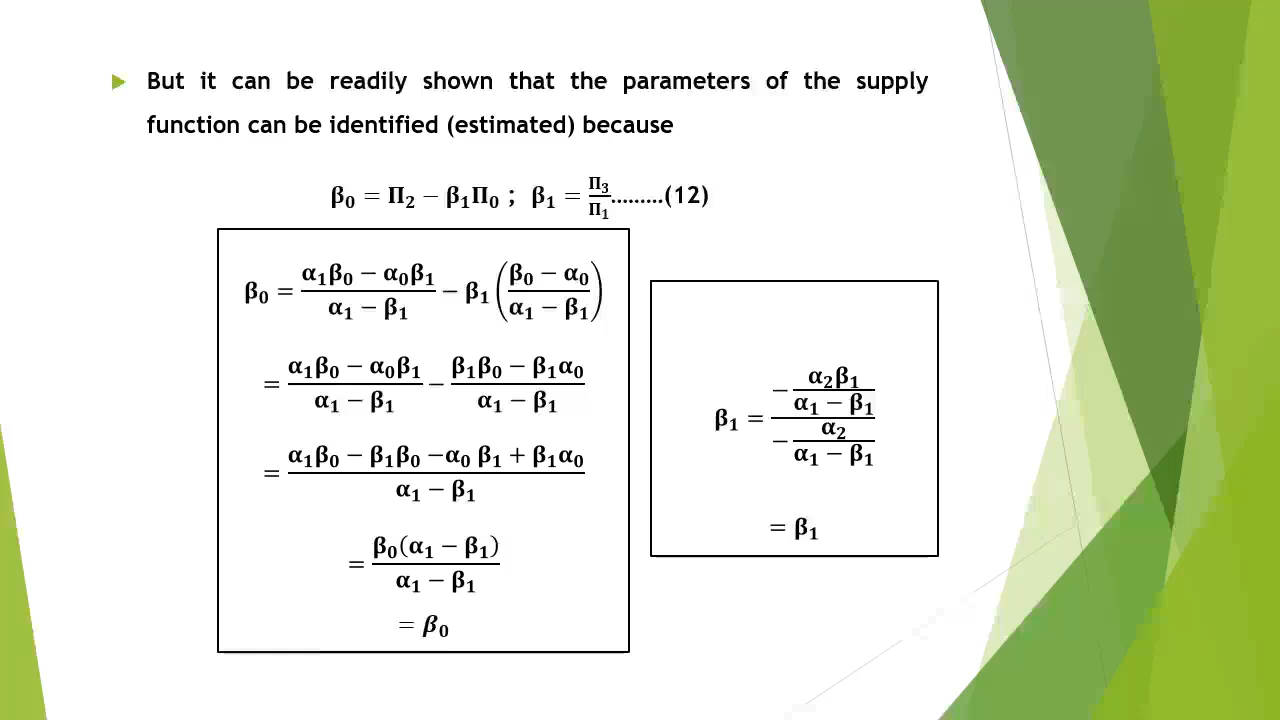 But it can be readily shown that the parameters of the supply
function can be identified (estimated) because
β₀ = Π₂ − β₁Π₀ ; β₁ = Π₃/Π₁.........(12)
β₀ = (α₁β₀ − α₀β₁)/(α₁ − β₁) − β₁((β₀ − α₀)/(α₁ − β₁))
= (α₁β₀ − α₀β₁)/(α₁ − β₁) − (β₁β₀ − β₁α₀)/(α₁ − β₁)
= (α₁β₀ − β₁β₀ −α₀ β₁ + β₁α₀)/(α₁ − β₁)
= β₀(α₁ − β₁)/(α₁ − β₁)
= β₀
β₁ = (− α₂β₁/(α₁ − β₁))/(− α₂/(α₁ − β₁))
= β₁